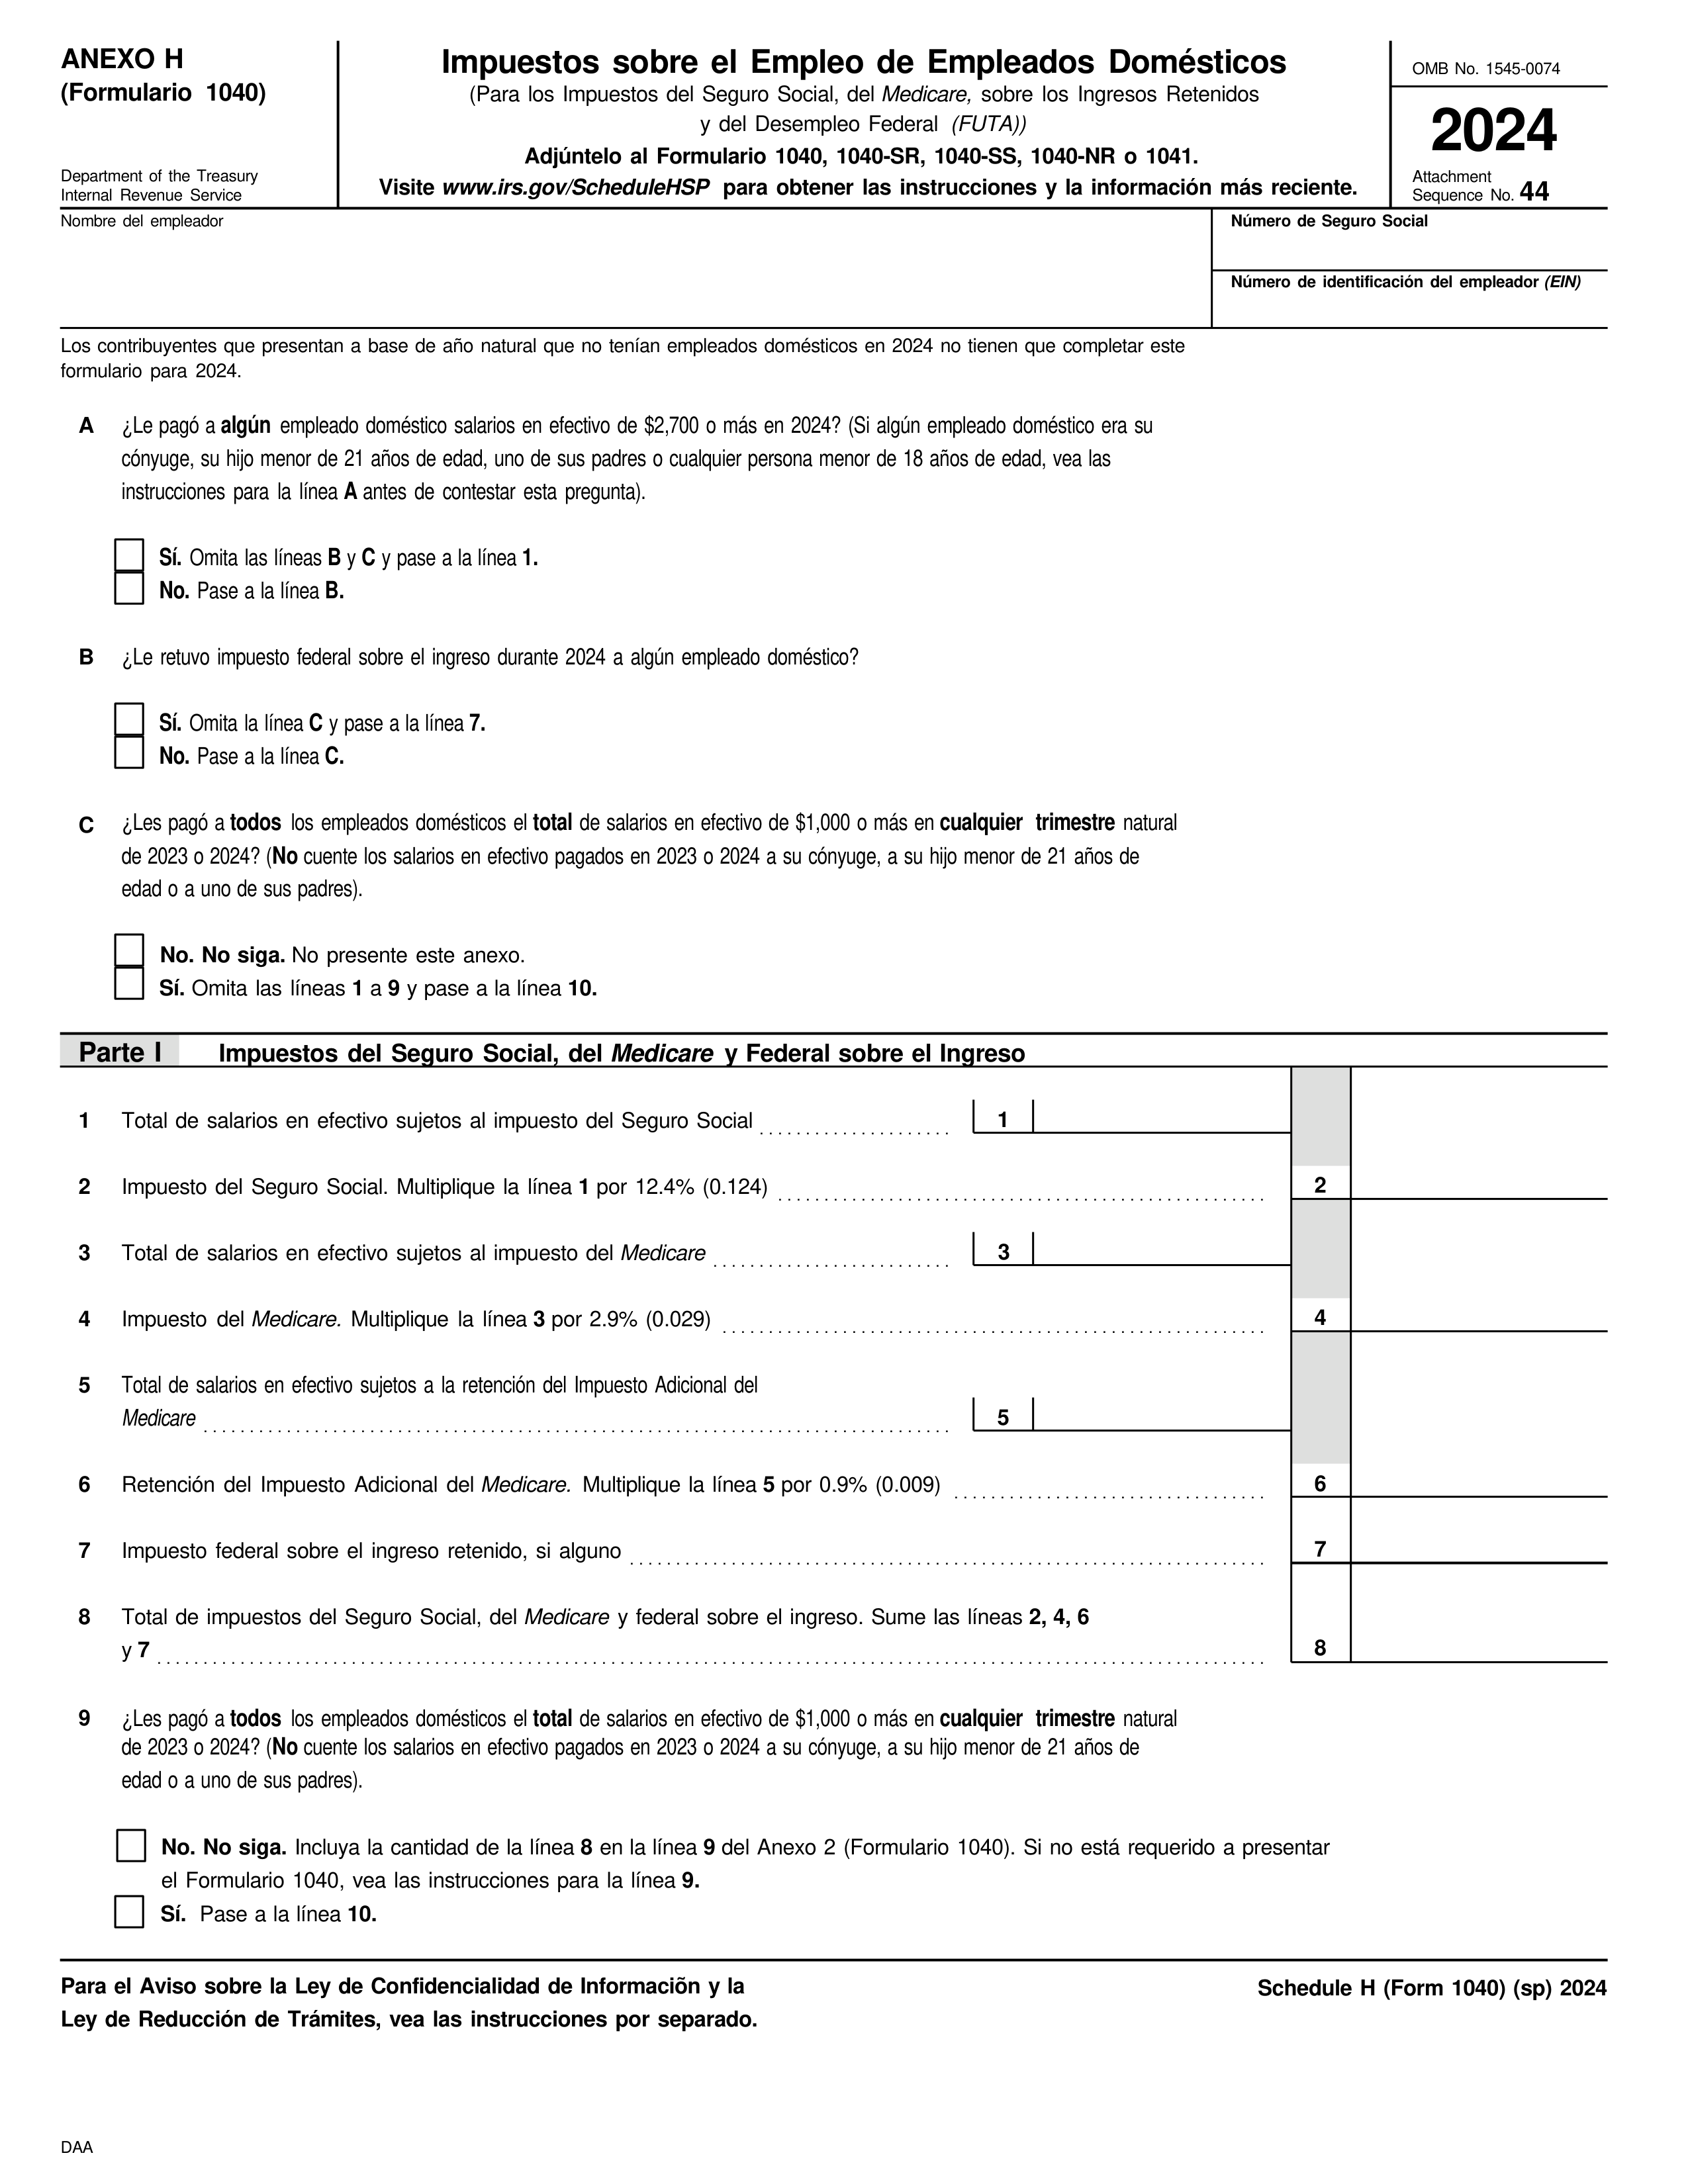 ANEXO H
(Formulario 1040)
Department of the Treasury
Internal Revenue Service
Impuestos sobre el Empleo de Empleados Domésticos
(Para los Impuestos del Seguro Social, del Medicare, sobre los Ingresos Retenidos
y del Desempleo Federal (FUTA))
Adjúntelo al Formulario 1040, 1040-SR, 1040-SS, 1040-NR o 1041.
Visite www.irs.gov/ScheduleHSP para obtener las instrucciones y la información más reciente.
OMB No. 1545-0074
2024
Attachment
Sequence No. 44
Nombre del empleador
Número de Seguro Social
Número de identificación del empleador (EIN)
Los contribuyentes que presentan a base de año natural que no tenían empleados domésticos en 2024 no tienen que completar este
formulario para 2024.
A ¿Le pagó a algún empleado doméstico salarios en efectivo de $2,700 o más en 2024? (Si algún empleado doméstico era su
cónyuge, su hijo menor de 21 años de edad, uno de sus padres o cualquier persona menor de 18 años de edad, vea las
instrucciones para la línea A antes de contestar esta pregunta).
Sí. Omita las líneas B y C y pase a la línea 1.
No. Pase a la línea B.
B ¿Le retuvo impuesto federal sobre el ingreso durante 2024 a algún empleado doméstico?
Sí. Omita la línea C y pase a la línea 7.
No. Pase a la línea C.
C ¿Les pagó a todos los empleados domésticos el total de salarios en efectivo de $1,000 o más en cualquier trimestre natural
de 2023 o 2024? (No cuente los salarios en efectivo pagados en 2023 o 2024 a su cónyuge, a su hijo menor de 21 años de
edad o a uno de sus padres).
No. No siga. No presente este anexo.
Sí. Omita las líneas 1 a 9 y pase a la línea 10.
Parte I Impuestos del Seguro Social, del Medicare y Federal sobre el Ingreso
1 Total de salarios en efectivo sujetos al impuesto del Seguro Social 1
2 Impuesto del Seguro Social. Multiplique la línea 1 por 12.4% (0.124) 2
3 Total de salarios en efectivo sujetos al impuesto del Medicare 3
4 Impuesto del Medicare. Multiplique la línea 3 por 2.9% (0.029) 4
5 Total de salarios en efectivo sujetos a la retención del Impuesto Adicional del
Medicare 5
6 Retención del Impuesto Adicional del Medicare. Multiplique la línea 5 por 0.9% (0.009) 6
7 Impuesto federal sobre el ingreso retenido, si alguno 7
8 Total de impuestos del Seguro Social, del Medicare y federal sobre el ingreso. Sume las líneas 2, 4, 6
y 7 8
9 ¿Les pagó a todos los empleados domésticos el total de salarios en efectivo de $1,000 o más en cualquier trimestre natural
de 2023 o 2024? (No cuente los salarios en efectivo pagados en 2023 o 2024 a su cónyuge, a su hijo menor de 21 años de
edad o a uno de sus padres).
No. No siga. Incluya la cantidad de la línea 8 en la línea 9 del Anexo 2 (Formulario 1040). Si no está requerido a presentar
el Formulario 1040, vea las instrucciones para la línea 9.
Sí. Pase a la línea 10.
Para el Aviso sobre la Ley de Confidencialidad de Informaciõn y la
Ley de Reducción de Trámites, vea las instrucciones por separado.
Schedule H (Form 1040) (sp) 2024
DAA